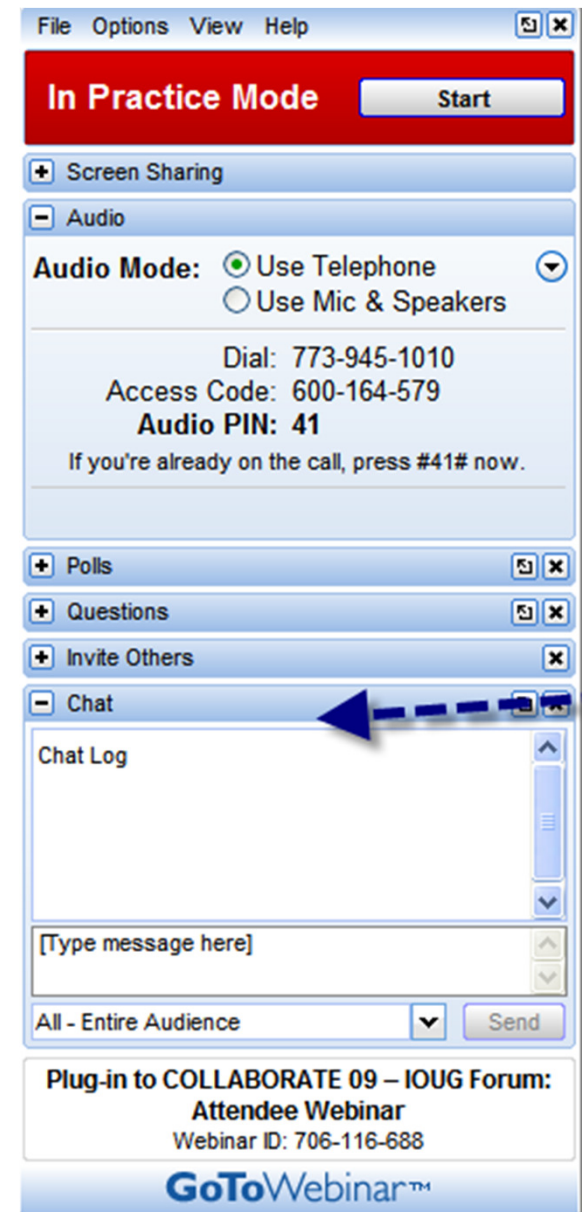 File Options View Help
In Practice Mode Start
Screen Sharing
Audio
Audio Mode: Use Telephone
Use Mic & Speakers
Dial: 773-945-1010
Access Code: 600-164-579
Audio PIN: 41
If you're already on the call, press #41# now.
Polls
Questions
Invite Others
Chat
Chat Log
[Type message here]
All - Entire Audience Send
Plug-in to COLLABORATE 09 – IOUG Forum:
Attendee Webinar
Webinar ID: 706-116-688
GoToWebinar™